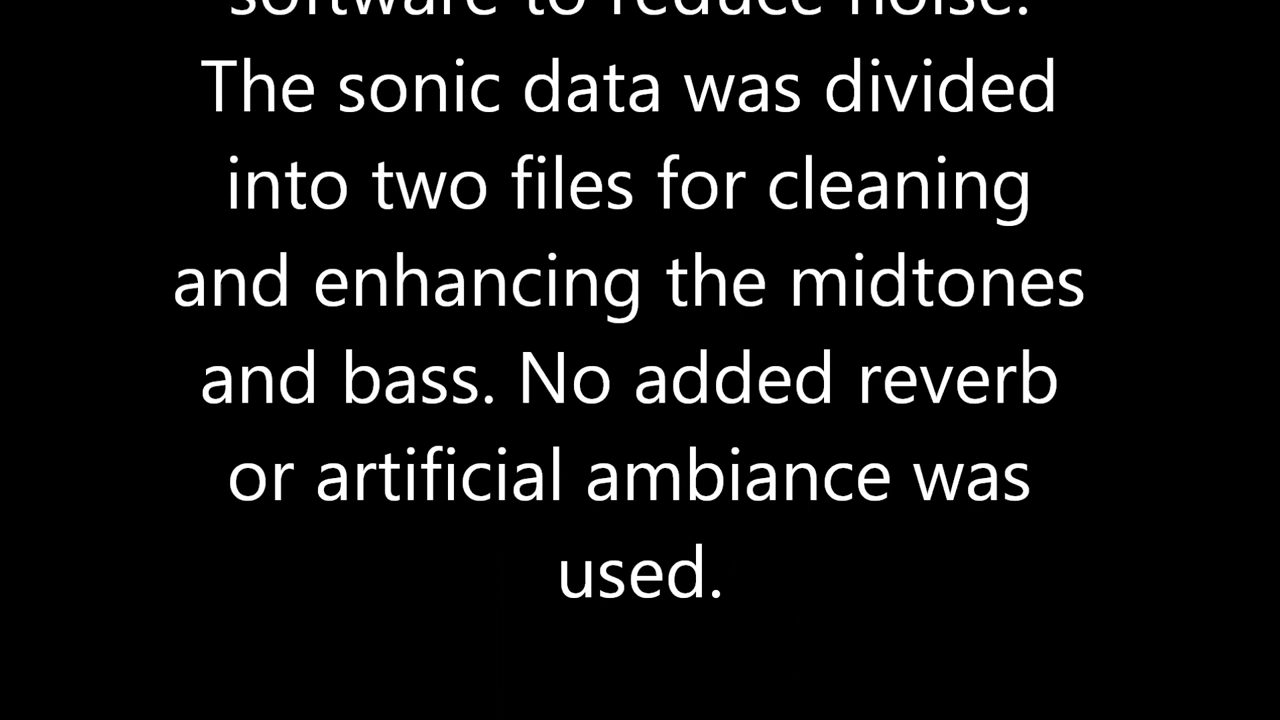 software to reduce noise.
The sonic data was divided
into two files for cleaning
and enhancing the midtones
and bass. No added reverb
or artificial ambiance was
used.